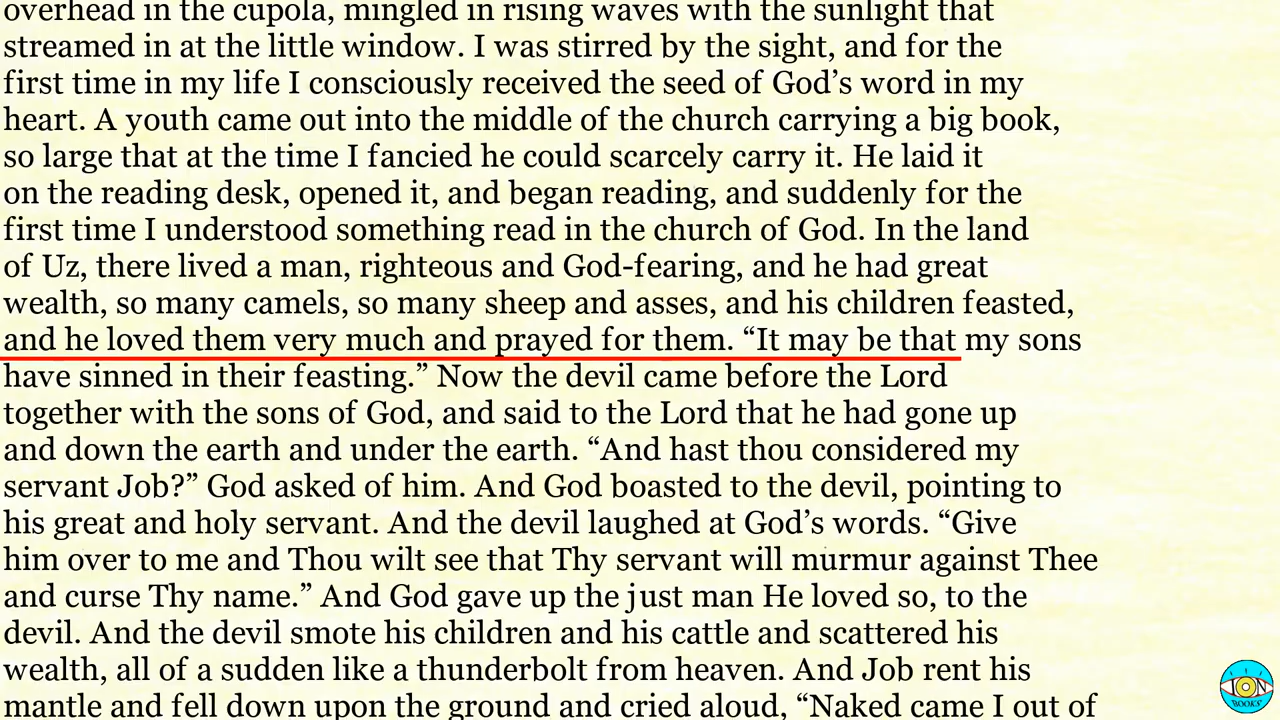 overhead in the cupola, mingled in rising waves with the sunlight that
streamed in at the little window. I was stirred by the sight, and for the
first time in my life I consciously received the seed of God’s word in my
heart. A youth came out into the middle of the church carrying a big book,
so large that at the time I fancied he could scarcely carry it. He laid it
on the reading desk, opened it, and began reading, and suddenly for the
first time I understood something read in the church of God. In the land
of Uz, there lived a man, righteous and God-fearing, and he had great
wealth, so many camels, so many sheep and asses, and his children feasted,
and he loved them very much and prayed for them. “It may be that my sons
have sinned in their feasting.” Now the devil came before the Lord
together with the sons of God, and said to the Lord that he had gone up
and down the earth and under the earth. “And hast thou considered my
servant Job?” God asked of him. And God boasted to the devil, pointing to
his great and holy servant. And the devil laughed at God’s words. “Give
him over to me and Thou wilt see that Thy servant will murmur against Thee
and curse Thy name.” And God gave up the just man He loved so, to the
devil. And the devil smote his children and his cattle and scattered his
wealth, all of a sudden like a thunderbolt from heaven. And Job rent his
mantle and fell down upon the ground and cried aloud, “Naked came I out of
ION
BOOKS